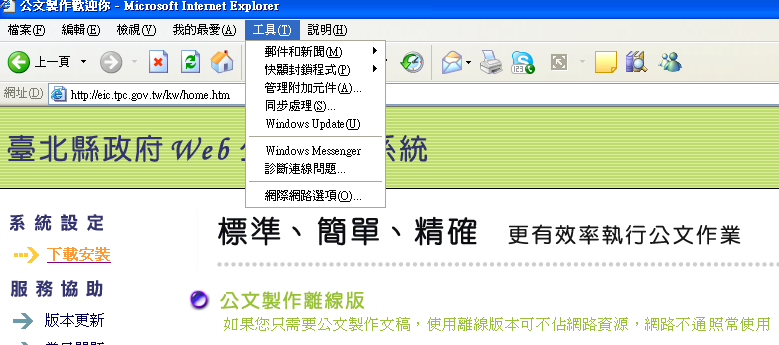 公文製作歡迎你 - Microsoft Internet Explorer
檔案(F) 編輯(E) 檢視(V) 我的最愛(A) 工具(T) 說明(H)
上一頁
郵件和新聞(M)
快顯封鎖程式(P)
管理附加元件(A)...
同步處理(S)...
Windows Update(U)
Windows Messenger
診斷連線問題...
網際網路選項(O)...
網址(D) http://eic.tpc.gov.tw/kw/home.htm
臺北縣政府 Web 系統
系統設定
下載安裝
服務協助
版本更新
標準、簡單、精確 更有效率執行公文作業
公文製作離線版
如果您只需要公文製作文稿，使用離線版本可不佔網路資源，網路不通照常使用